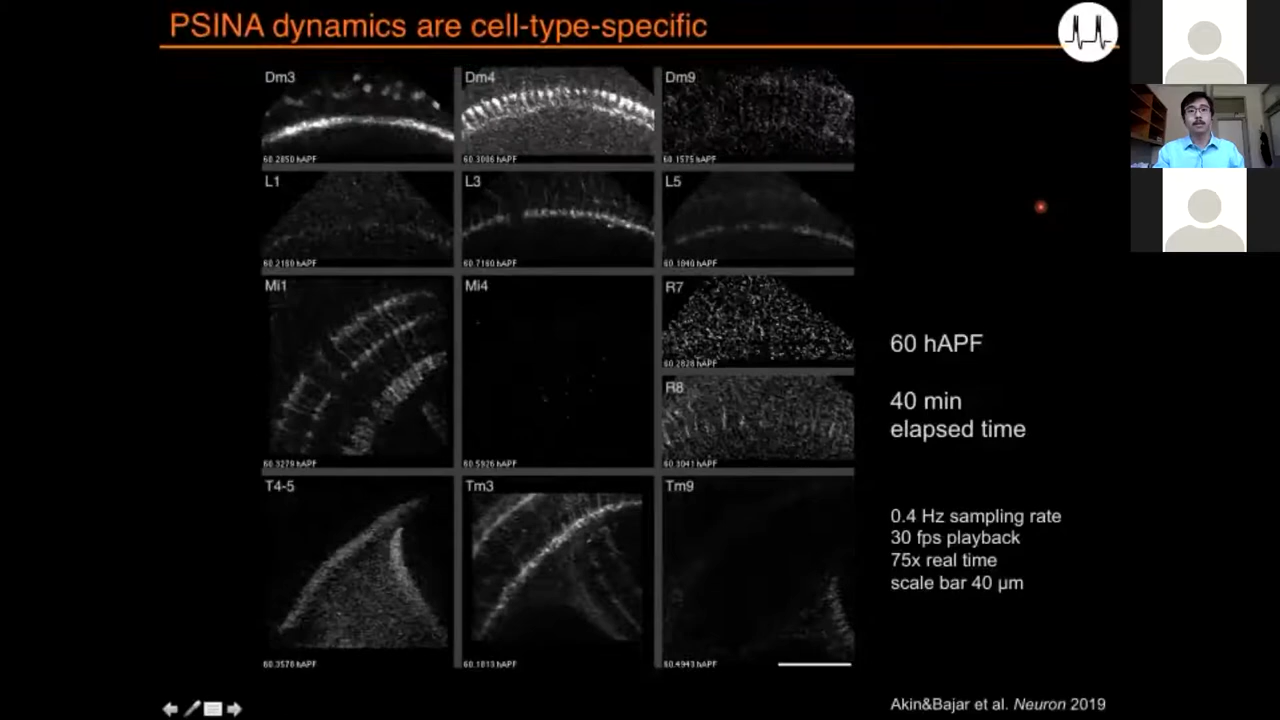 PSINA dynamics are cell-type-specific
Dm3
Dm4
Dm9
60.2850 hAPF
60.3006 hAPF
60.1575 hAPF
L1
L3
L5
60.2160 hAPF
60.7160 hAPF
60.1040 hAPF
Mi1
Mi4
R7
60.2828 hAPF
R8
60.3279 hAPF
60.5926 hAPF
60.3041 hAPF
T4-5
Tm3
Tm9
60.3570 hAPF
60.1813 hAPF
60.4943 hAPF
60 hAPF
40 min
elapsed time
0.4 Hz sampling rate
30 fps playback
75x real time
scale bar 40 μm
Akin&Bajar et al. Neuron 2019